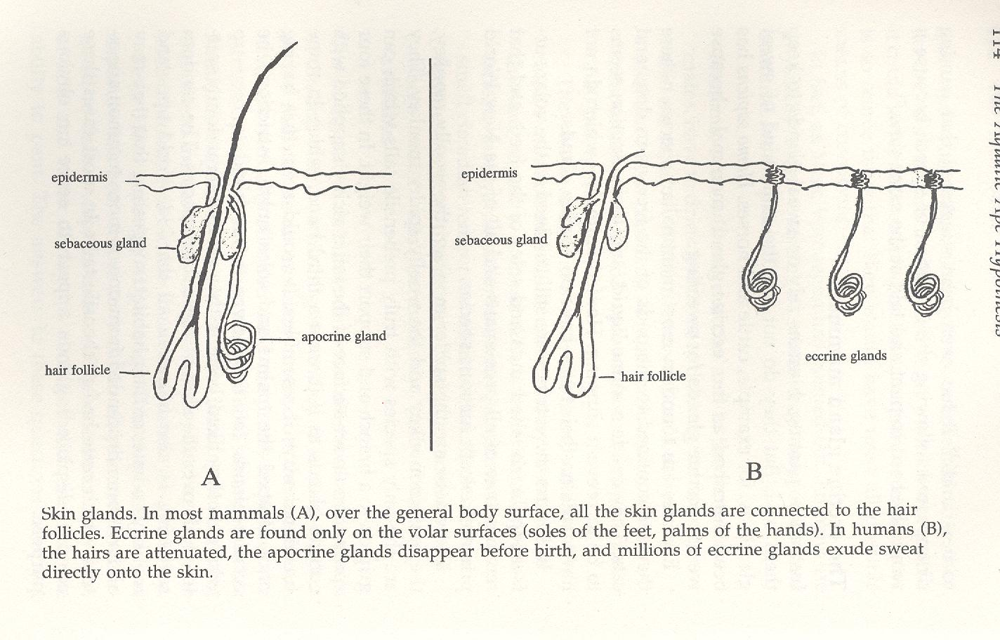 114 The Aquatic Ape Hypothesis
epidermis
sebaceous gland
apocrine gland
hair follicle
A
epidermis
sebaceous gland
eccrine glands
hair follicle
B
Skin glands. In most mammals (A), over the general body surface, all the skin glands are connected to the hair
follicles. Eccrine glands are found only on the volar surfaces (soles of the feet, palms of the hands). In humans (B),
the hairs are attenuated, the apocrine glands disappear before birth, and millions of eccrine glands exude sweat
directly onto the skin.